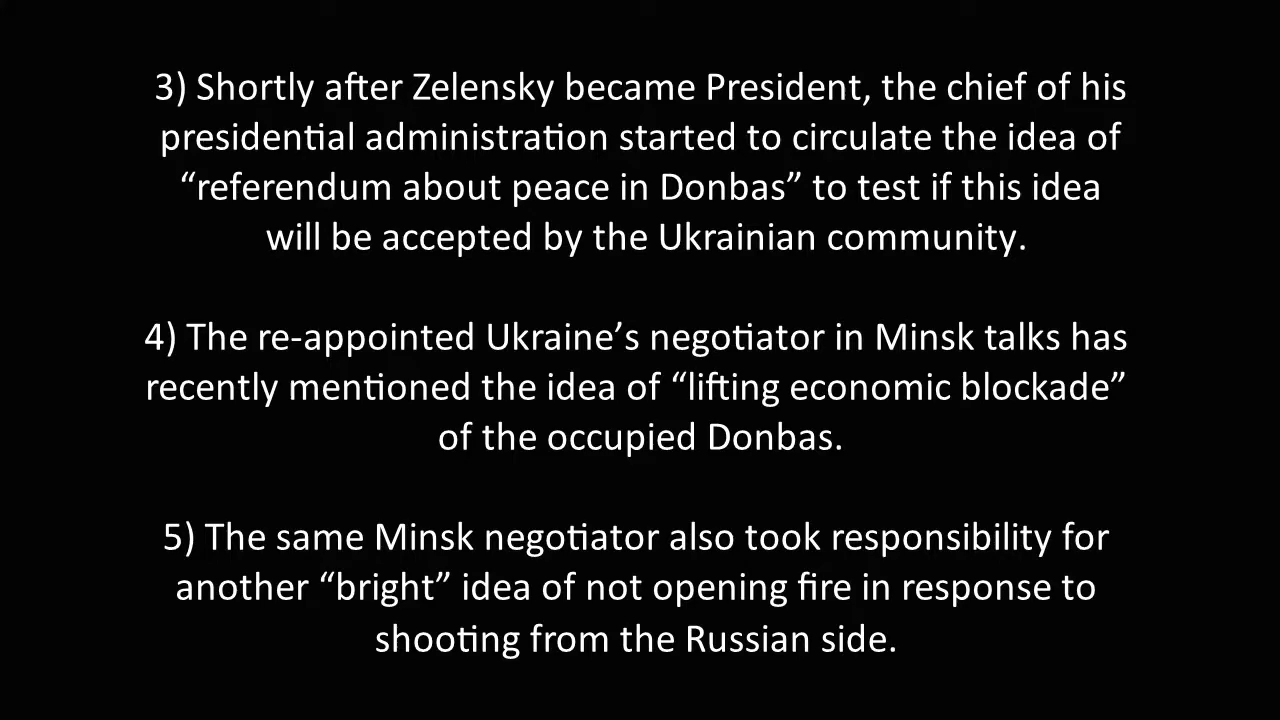 3) Shortly after Zelensky became President, the chief of his
presidential administration started to circulate the idea of
“referendum about peace in Donbas” to test if this idea
will be accepted by the Ukrainian community.
4) The re-appointed Ukraine’s negotiator in Minsk talks has
recently mentioned the idea of “lifting economic blockade”
of the occupied Donbas.
5) The same Minsk negotiator also took responsibility for
another “bright” idea of not opening fire in response to
shooting from the Russian side.